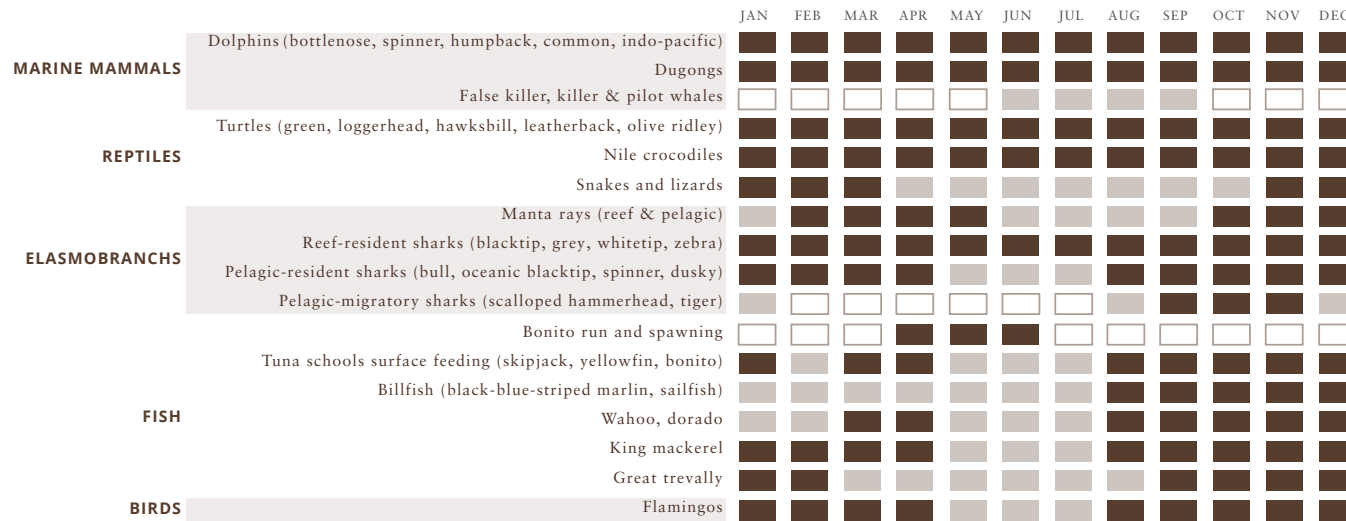 JAN FEB MAR APR MAY JUN JUL AUG SEP OCT NOV DEC
Dolphins (bottlenose, spinner, humpback, common, indo-pacific)
MARINE MAMMALS
Dugongs
False killer, killer & pilot whales
Turtles (green, loggerhead, hawksbill, leatherback, olive ridley)
REPTILES
Nile crocodiles
Snakes and lizards
Manta rays (reef & pelagic)
Reef-resident sharks (blacktip, grey, whitetip, zebra)
ELASMOBRANCHS
Pelagic-resident sharks (bull, oceanic blacktip, spinner, dusky)
Pelagic-migratory sharks (scalloped hammerhead, tiger)
Bonito run and spawning
Tuna schools surface feeding (skipjack, yellowfin, bonito)
Billfish (black-blue-striped marlin, sailfish)
FISH
Wahoo, dorado
King mackerel
Great trevally
BIRDS
Flamingos